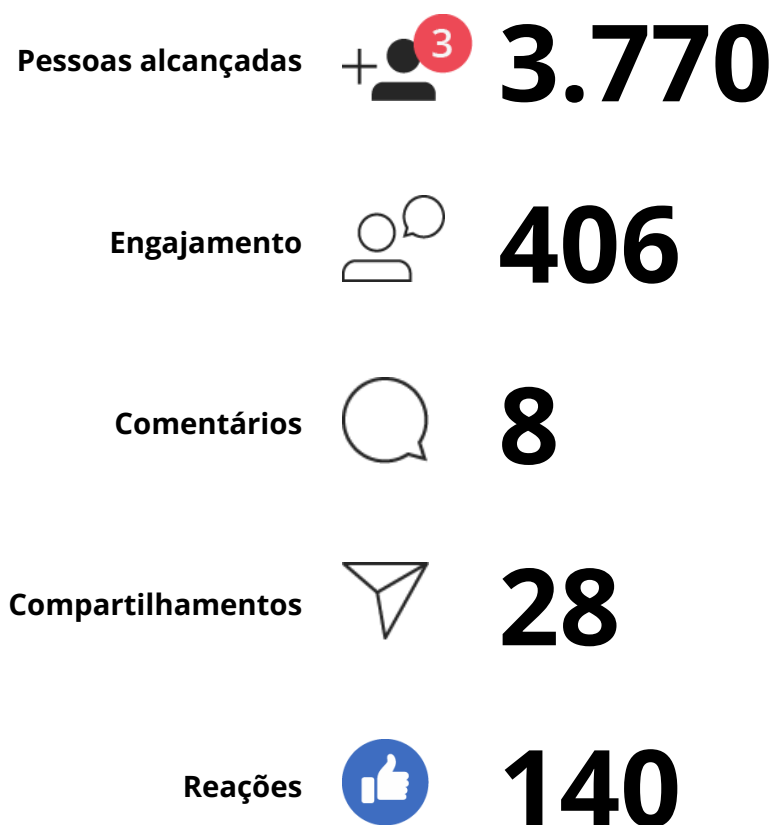 Pessoas alcançadas 3 3.770
Engajamento 406
Comentários 8
Compartilhamentos 28
Reações 140